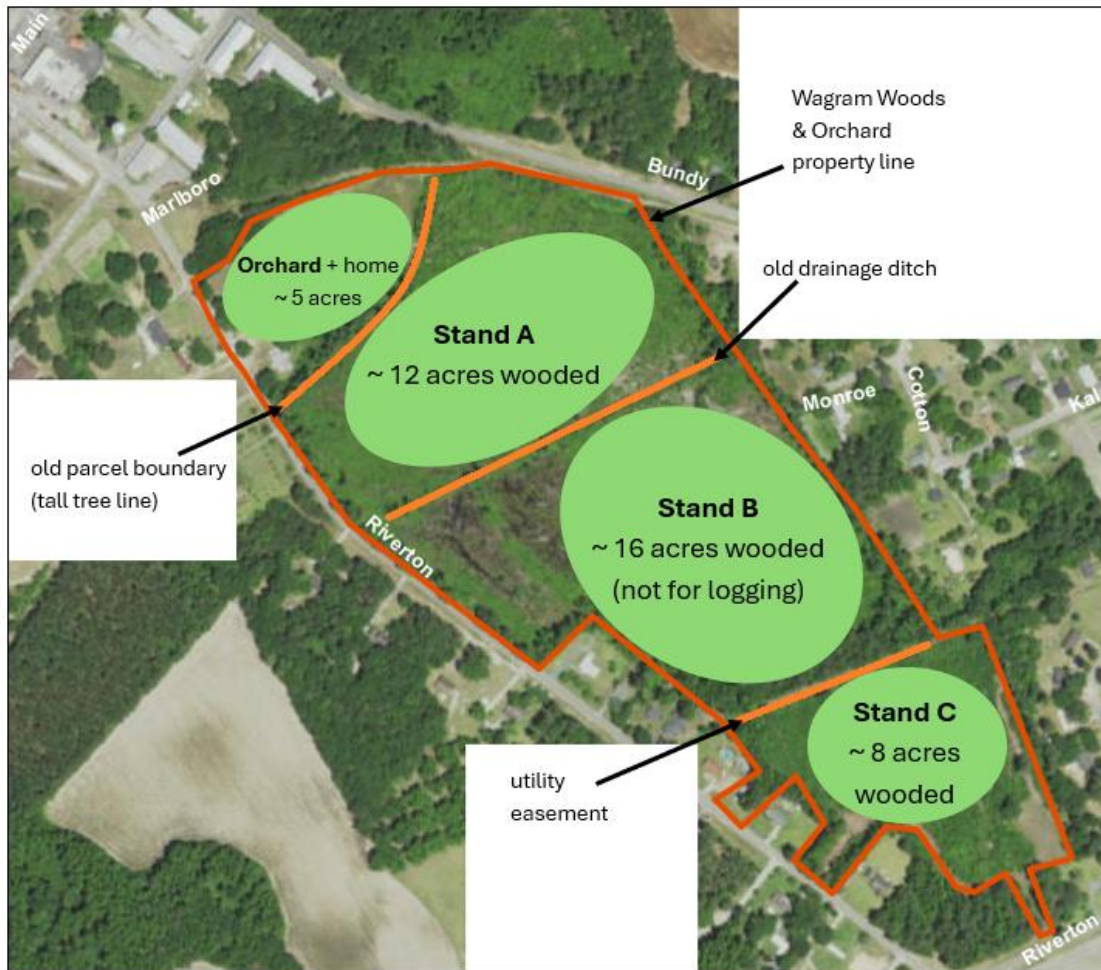 Main
Marlboro
Bundy
Wagram Woods
& Orchard
property line
Orchard + home
~ 5 acres
old drainage ditch
Stand A
~ 12 acres wooded
Monroe
Cotton
Kal
old parcel boundary
(tall tree line)
Riverton
Stand B
~ 16 acres wooded
(not for logging)
Stand C
~ 8 acres
wooded
utility
easement
Riverton